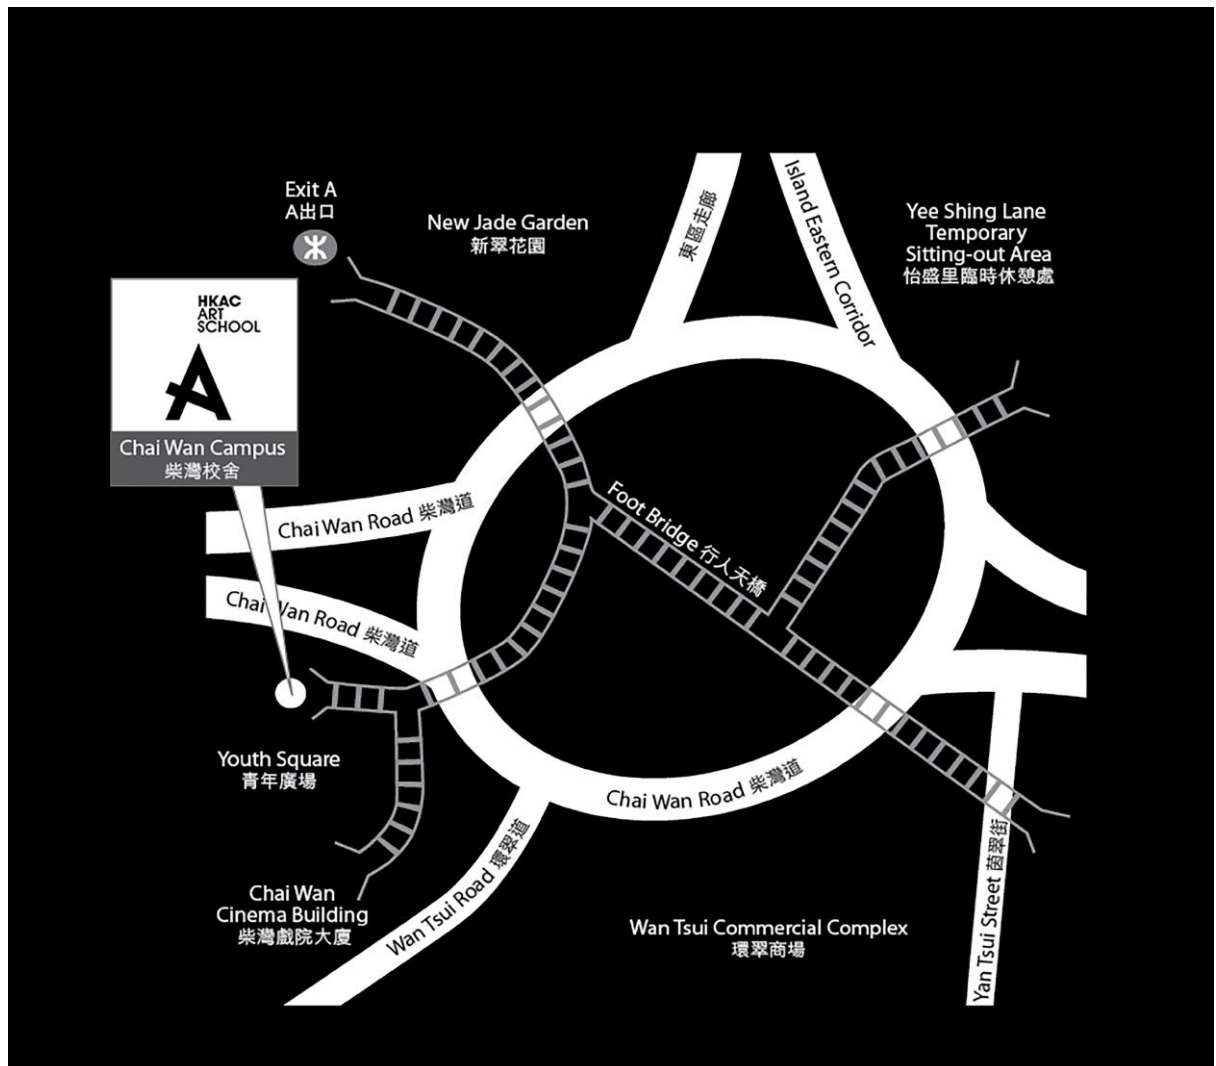 Exit A
A出口
New Jade Garden
新翠花園
東區走廊
Island Eastern Corridor
Yee Shing Lane
Temporary
Sitting-out Area
怡盛里臨時休憩處
HKAC
ART
SCHOOL
Chai Wan Campus
柴灣校舍
Chai Wan Road 柴灣道
Foot Bridge 行人天橋
Chai Wan Road 柴灣道
Youth Square
青年廣場
Chai Wan Road 柴灣道
Chai Wan
Cinema Building
柴灣戲院大廈
Wan Tsui Road 環翠道
Wan Tsui Commercial Complex
環翠商場
Yan Tsui Street 茵翠街